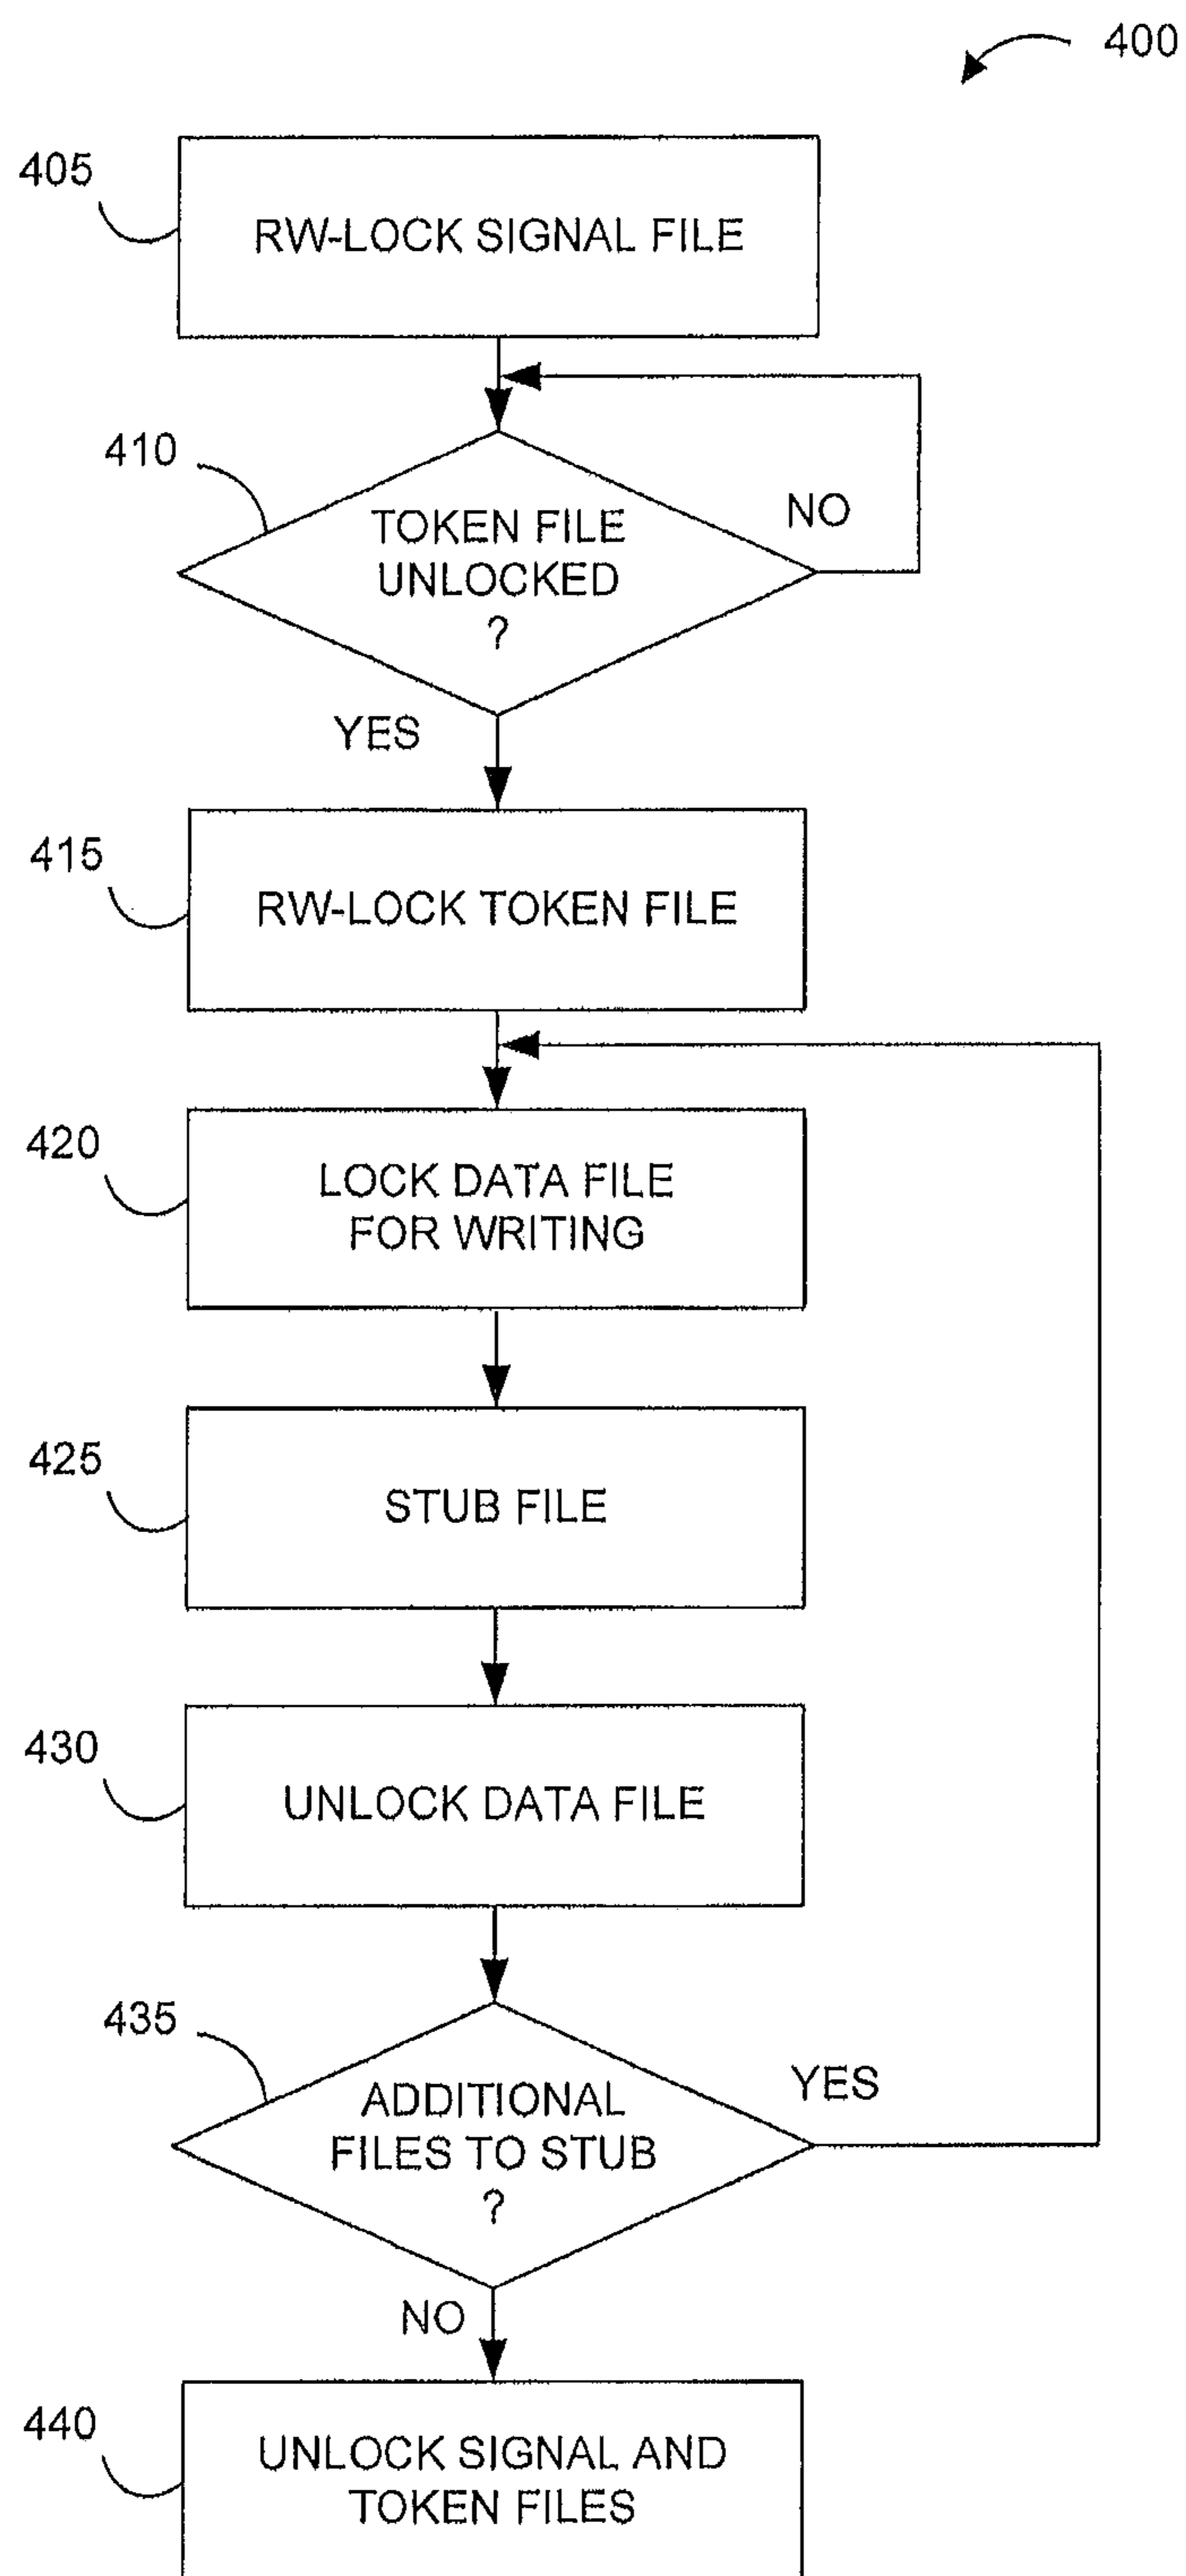 400
405
RW-LOCK SIGNAL FILE
410
TOKEN FILE
UNLOCKED
?
NO
YES
415
RW-LOCK TOKEN FILE
420
LOCK DATA FILE
FOR WRITING
425
STUB FILE
430
UNLOCK DATA FILE
435
ADDITIONAL
FILES TO STUB
?
YES
NO
440
UNLOCK SIGNAL AND
TOKEN FILES